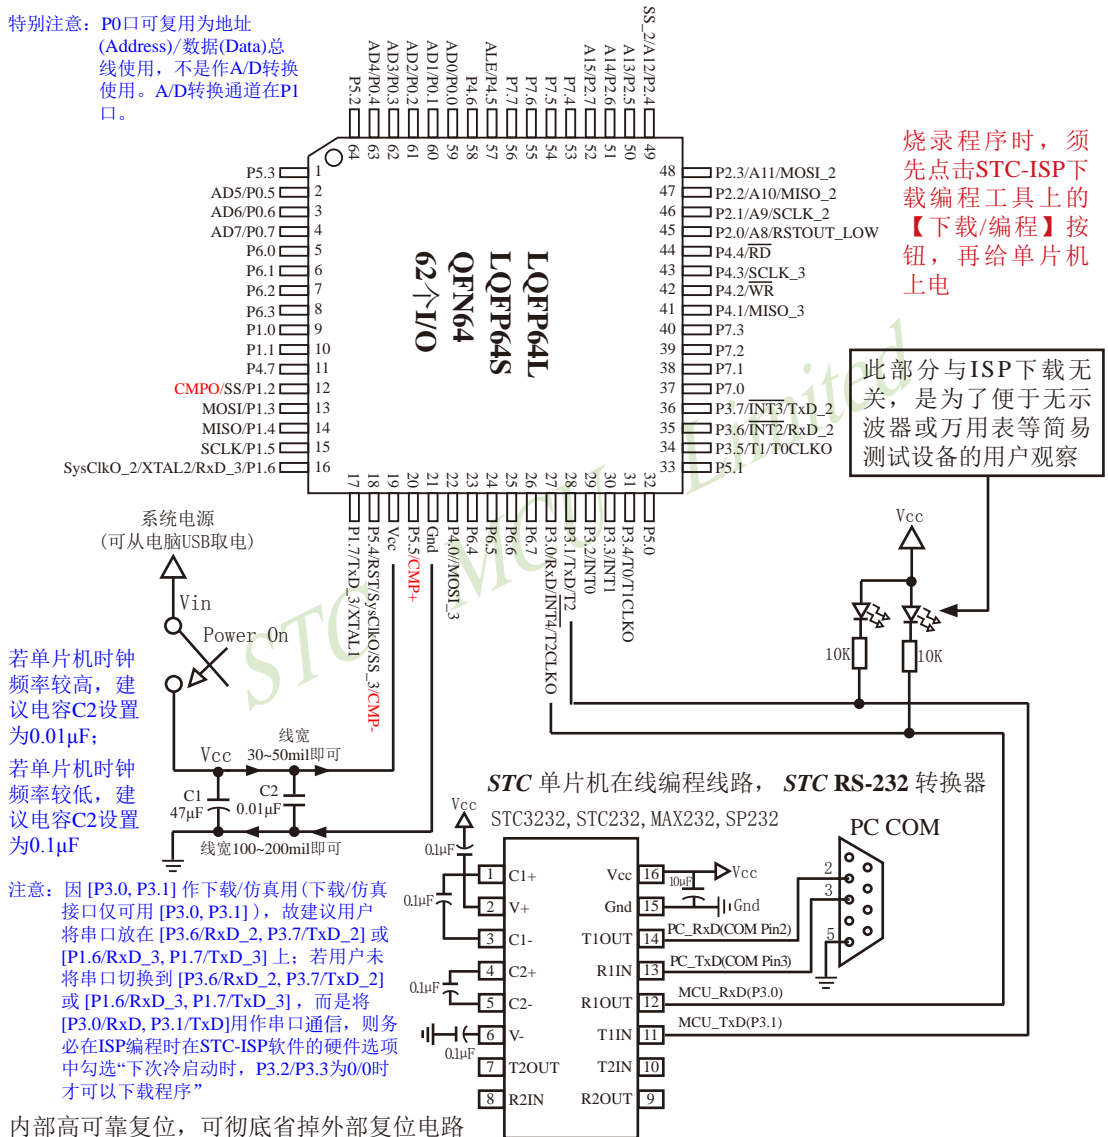 特别注意：P0口可复用为地址
(Address)/数据(Data)总
线使用，不是作A/D转换
使用。A/D转换通道在P1
口。
P5.2
AD4/P0.4
AD3/P0.3
AD2/P0.2
AD1/P0.1
AD0/P0.0
P4.6
ALE/P4.5
P7.7
P7.6
P7.5
P7.4
A15/P2.7
A14/P2.6
A13/P2.5
SS_2/A12/P2.4
64
63
62
61
60
59
58
57
56
55
54
53
52
51
50
49
烧录程序时，须
先点击STC-ISP下
载编程工具上的
【下载/编程】按
钮，再给单片机
上电
P5.3 1
AD5/P0.5 2
AD6/P0.6 3
AD7/P0.7 4
P6.0 5
P6.1 6
P6.2 7
P6.3 8
P1.0 9
P1.1 10
P4.7 11
CMPO/SS/P1.2 12
MOSI/P1.3 13
MISO/P1.4 14
SCLK/P1.5 15
SysClkO_2/XTAL2/RxD_3/P1.6 16
LQFP64L
LQFP64S
QFN64
62个I/O
48 P2.3/A11/MOSI_2
47 P2.2/A10/MISO_2
46 P2.1/A9/SCLK_2
45 P2.0/A8/RSTOUT_LOW
44 P4.4/RD
43 P4.3/SCLK_3
42 P4.2/WR
41 P4.1/MISO_3
40 P7.3
39 P7.2
38 P7.1
37 P7.0
36 P3.7/INT3/TxD_2
35 P3.6/INT2/RxD_2
34 P3.5/T1/T0CLKO
33 P5.1
17 P1.7/TxD_3/XTAL1
18 P5.4/RST/SysClkO/SS_3/CMP-
19 Vcc
20 P5.5/CMP+
21 Gnd
22 P4.0//MOSI_3
23 P6.4
24 P6.5
25 P6.6
26 P6.7
27 P3.0/RxD/INT4/T2CLKO
28 P3.1/TxD/T2
29 P3.2/INT0
30 P3.3/INT1
31 P3.4/T0/T1CLKO
32 P5.0
STC MCU Limited
此部分与ISP下载无
关，是为了便于无示
波器或万用表等简易
测试设备的用户观察
Vcc
10K
10K
系统电源
(可从电脑USB取电)
Vin
Power On
若单片机时钟
频率较高，建
议电容C2设置
为0.01μF；
若单片机时钟
频率较低，建
议电容C2设置
为0.1μF
Vcc
线宽
30~50mil即可
C1
47μF
C2
0.01μF
线宽100~200mil即可
STC 单片机在线编程线路， STC RS-232 转换器
STC3232,STC232,MAX232,SP232
PC COM
Vcc
0.1μF
0.1μF
0.1μF
0.1μF
1 C1+
2 V+
3 C1-
4 C2+
5 C2-
6 V-
7 T2OUT
8 R2IN
Vcc 16
Gnd 15
T1OUT 14
R1IN 13
R1OUT 12
T1IN 11
T2IN 10
R2OUT 9
Vcc
10μF
Gnd
PC_RxD(COM Pin2)
PC_TxD(COM Pin3)
MCU_RxD(P3.0)
MCU_TxD(P3.1)
2
3
5
注意：因 [P3.0, P3.1] 作下载/仿真用(下载/仿真
接口仅可用 [P3.0, P3.1] )，故建议用户
将串口放在 [P3.6/RxD_2, P3.7/TxD_2] 或
[P1.6/RxD_3, P1.7/TxD_3] 上；若用户未
将串口切换到 [P3.6/RxD_2, P3.7/TxD_2]
或 [P1.6/RxD_3, P1.7/TxD_3] ，而是将
[P3.0/RxD, P3.1/TxD]用作串口通信，则务
必在ISP编程时在STC-ISP软件的硬件选项
中勾选“下次冷启动时，P3.2/P3.3为0/0时
才可以下载程序”
内部高可靠复位，可彻底省掉外部复位电路